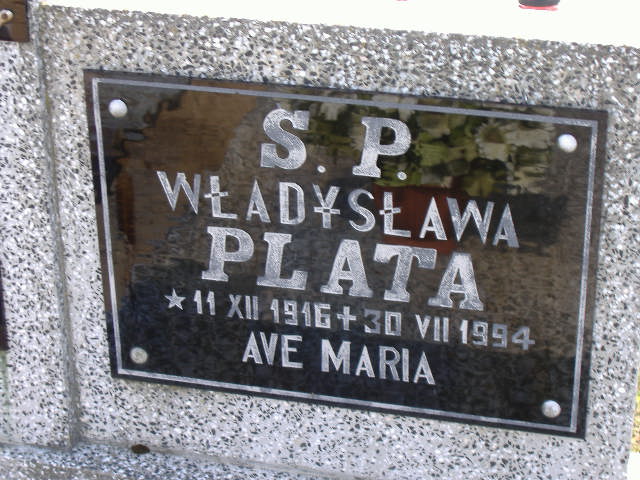 S. P.
WŁADYSŁAWA
PLATA
★ 11 XII 1916 + 30 VII 1994
AVE MARIA